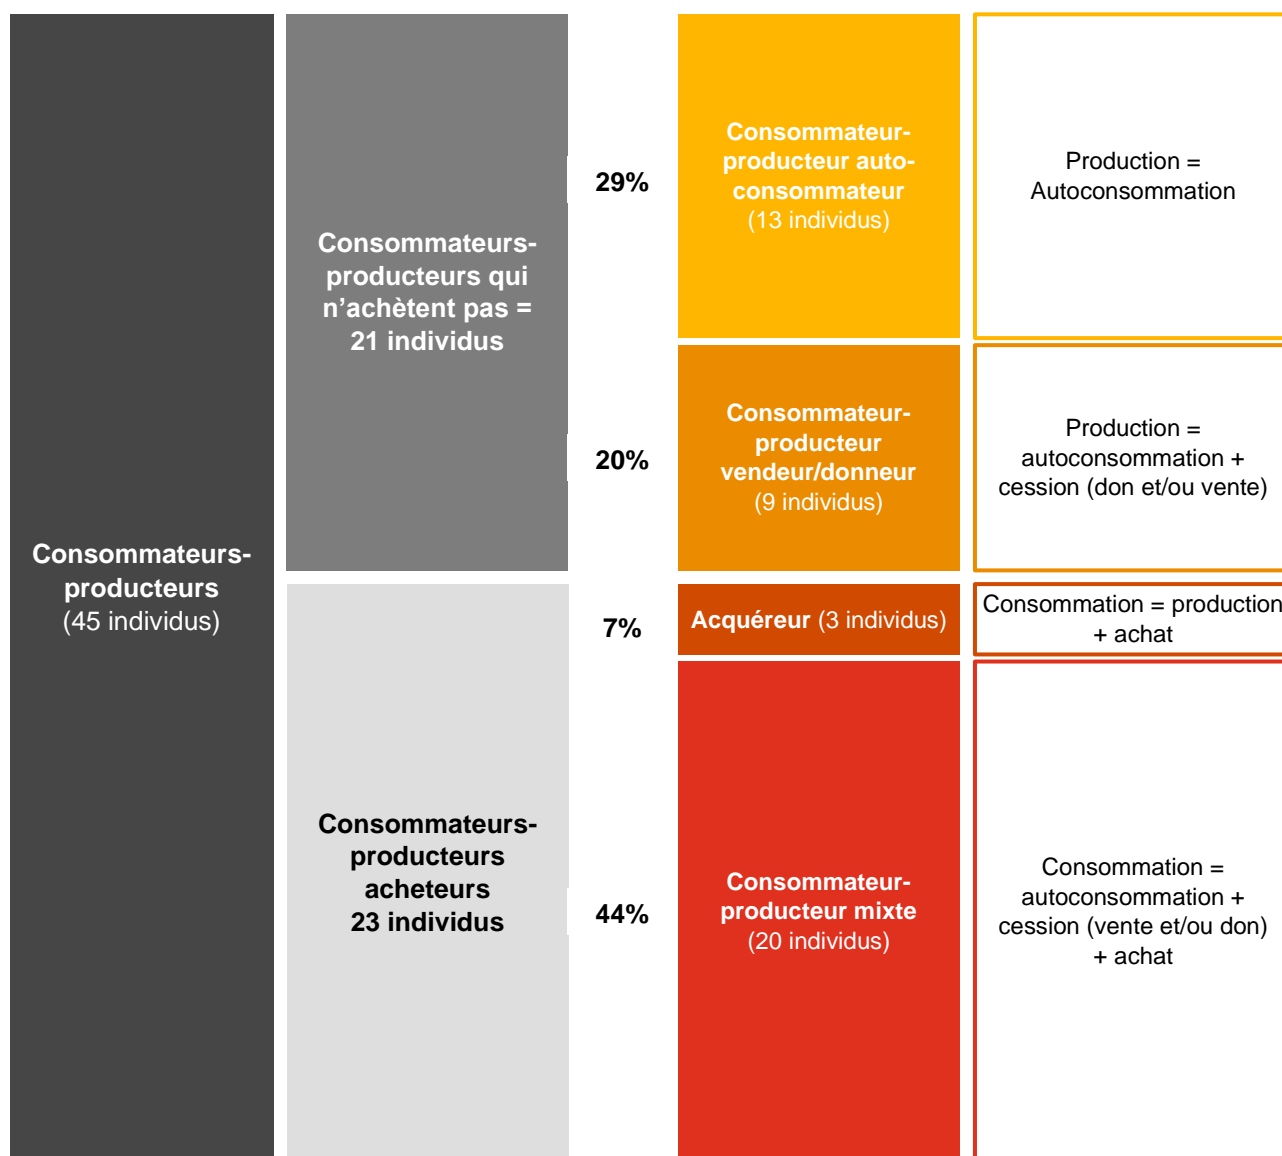 Consommateurs-
producteurs
(45 individus)
Consommateurs-
producteurs qui
n’achètent pas =
21 individus
Consommateurs-
producteurs
acheteurs
23 individus
29%
20%
7%
44%
Consommateur-
producteur auto-
consommateur
(13 individus)
Consommateur-
producteur
vendeur/donneur
(9 individus)
Acquéreur (3 individus)
Consommateur-
producteur mixte
(20 individus)
Production =
Autoconsommation
Production =
autoconsommation +
cession (don et/ou vente)
Consommation = production
+ achat
Consommation =
autoconsommation +
cession (vente et/ou don)
+ achat